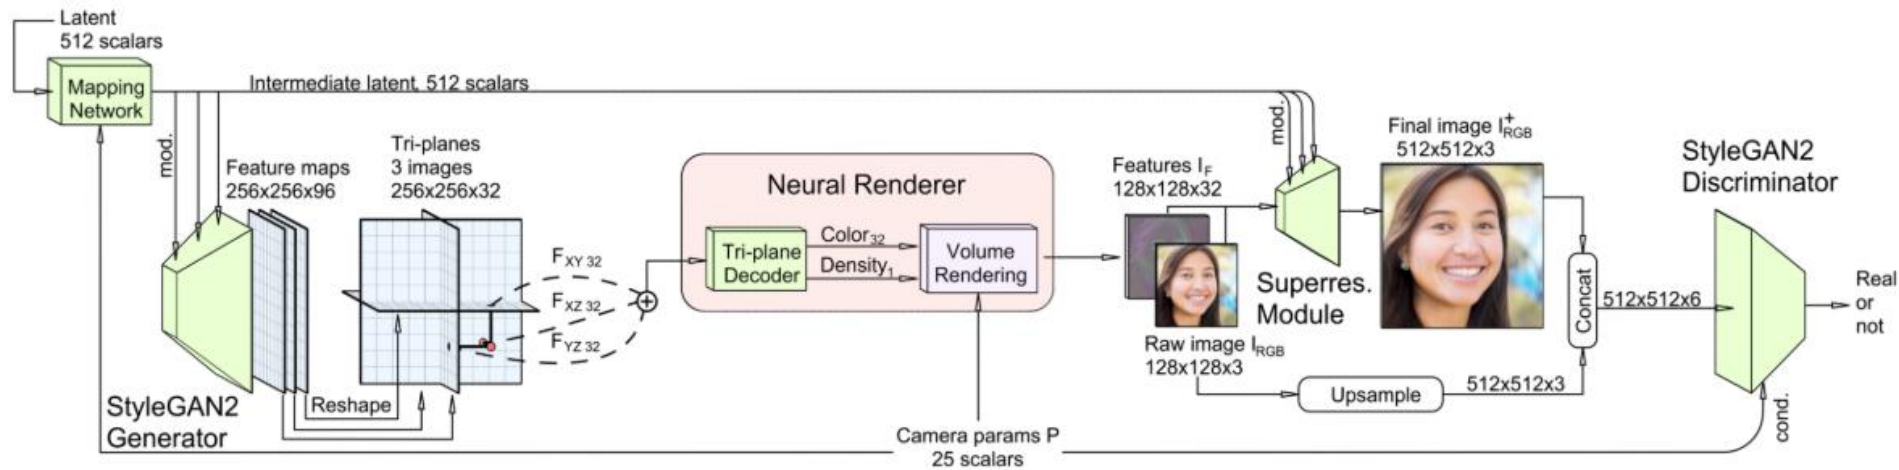 Latent
512 scalars
Mapping
Network
Intermediate latent, 512 scalars
mod.
Feature maps
256x256x96
Tri-planes
3 images
256x256x32
StyleGAN2
Generator
Reshape
F_XY 32
F_XZ 32
F_YZ 32
+
Neural Renderer
Tri-plane
Decoder
Color_32
Density_1
Volume
Rendering
Camera params P
25 scalars
Features I_F
128x128x32
Raw image I_RGB
128x128x3
mod.
Superres.
Module
Final image I^+_RGB
512x512x3
Upsample
512x512x3
Concat
512x512x6
StyleGAN2
Discriminator
cond.
Real
or
not